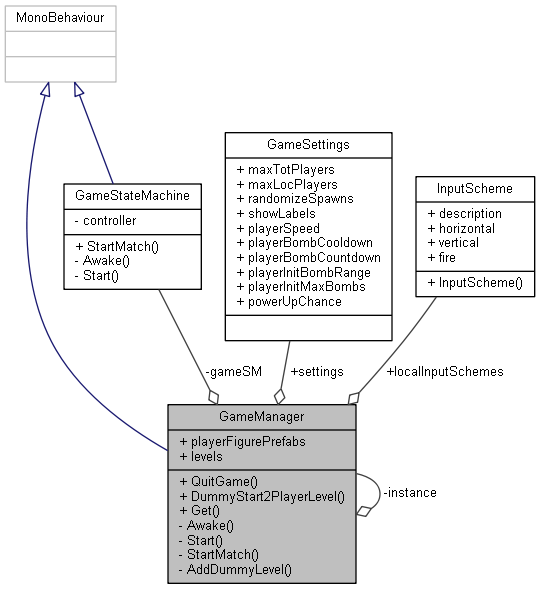 MonoBehaviour
GameStateMachine
- controller
+ StartMatch()
- Awake()
- Start()
GameSettings
+ maxTotPlayers
+ maxLocPlayers
+ randomizeSpawns
+ showLabels
+ playerSpeed
+ playerBombCooldown
+ playerBombCountdown
+ playerInitBombRange
+ playerInitMaxBombs
+ powerUpChance
InputScheme
+ description
+ horizontal
+ vertical
+ fire
+ InputScheme()
-gameSM
+settings
+localInputSchemes
GameManager
+ playerFigurePrefabs
+ levels
+ QuitGame()
+ DummyStart2PlayerLevel()
+ Get()
- Awake()
- Start()
- StartMatch()
- AddDummyLevel()
-instance